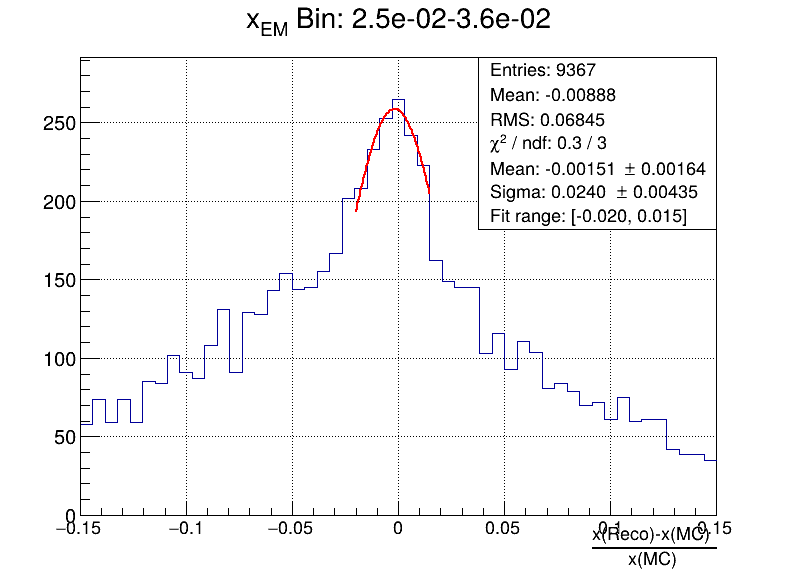 x_EM Bin: 2.5e-02-3.6e-02
Entries: 9367
Mean: -0.00888
RMS: 0.06845
χ² / ndf: 0.3 / 3
Mean: -0.00151 ± 0.00164
Sigma: 0.0240 ± 0.00435
Fit range: [-0.020, 0.015]
250
200
150
100
50
0
−0.15 −0.1 −0.05 0 0.05 0.1 0.15
x(Reco)-x(MC)
x(MC)